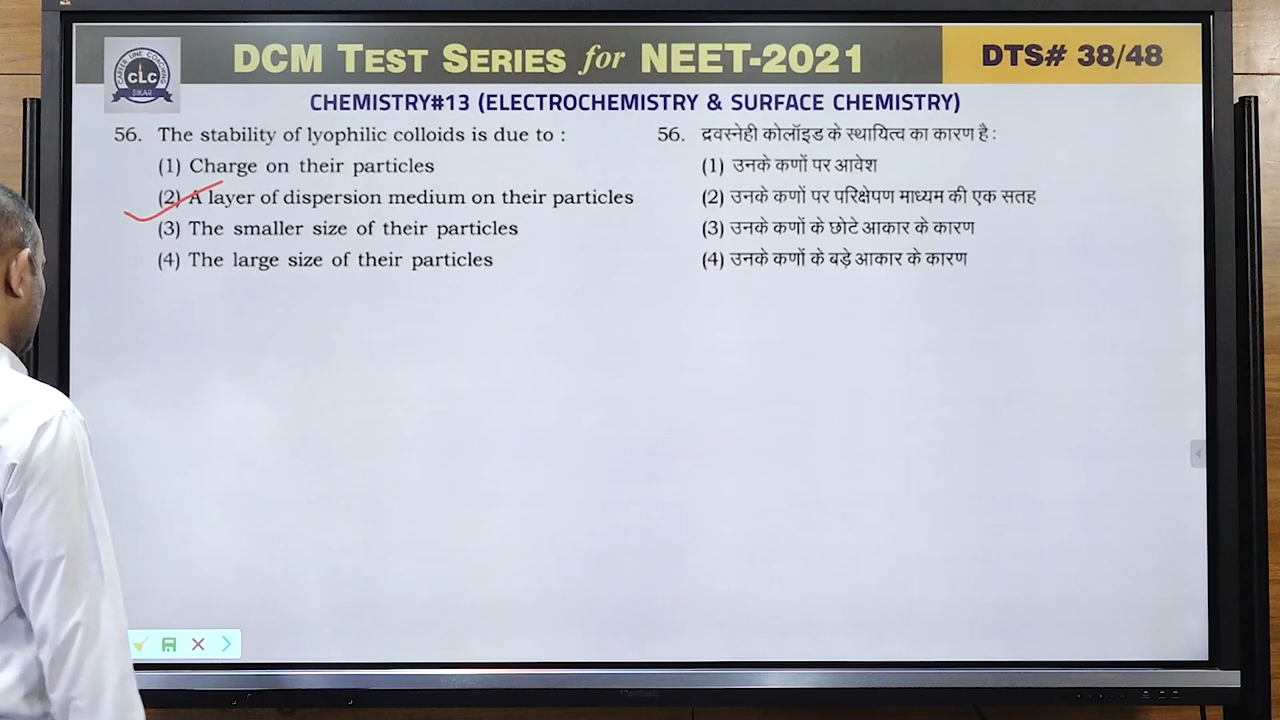 DCM TEST SERIES for NEET-2021
DTS# 38/48
CAREER LINE COACHING
CLC
SIKAR
CHEMISTRY#13 (ELECTROCHEMISTRY & SURFACE CHEMISTRY)
56. The stability of lyophilic colloids is due to :
(1) Charge on their particles
(2) A layer of dispersion medium on their particles
(3) The smaller size of their particles
(4) The large size of their particles
56. द्रवस्नेही कोलॉइड के स्थायित्व का कारण है :
(1) उनके कणों पर आवेश
(2) उनके कणों पर परिक्षेपण माध्यम की एक सतह
(3) उनके कणों के छोटे आकार के कारण
(4) उनके कणों के बड़े आकार के कारण